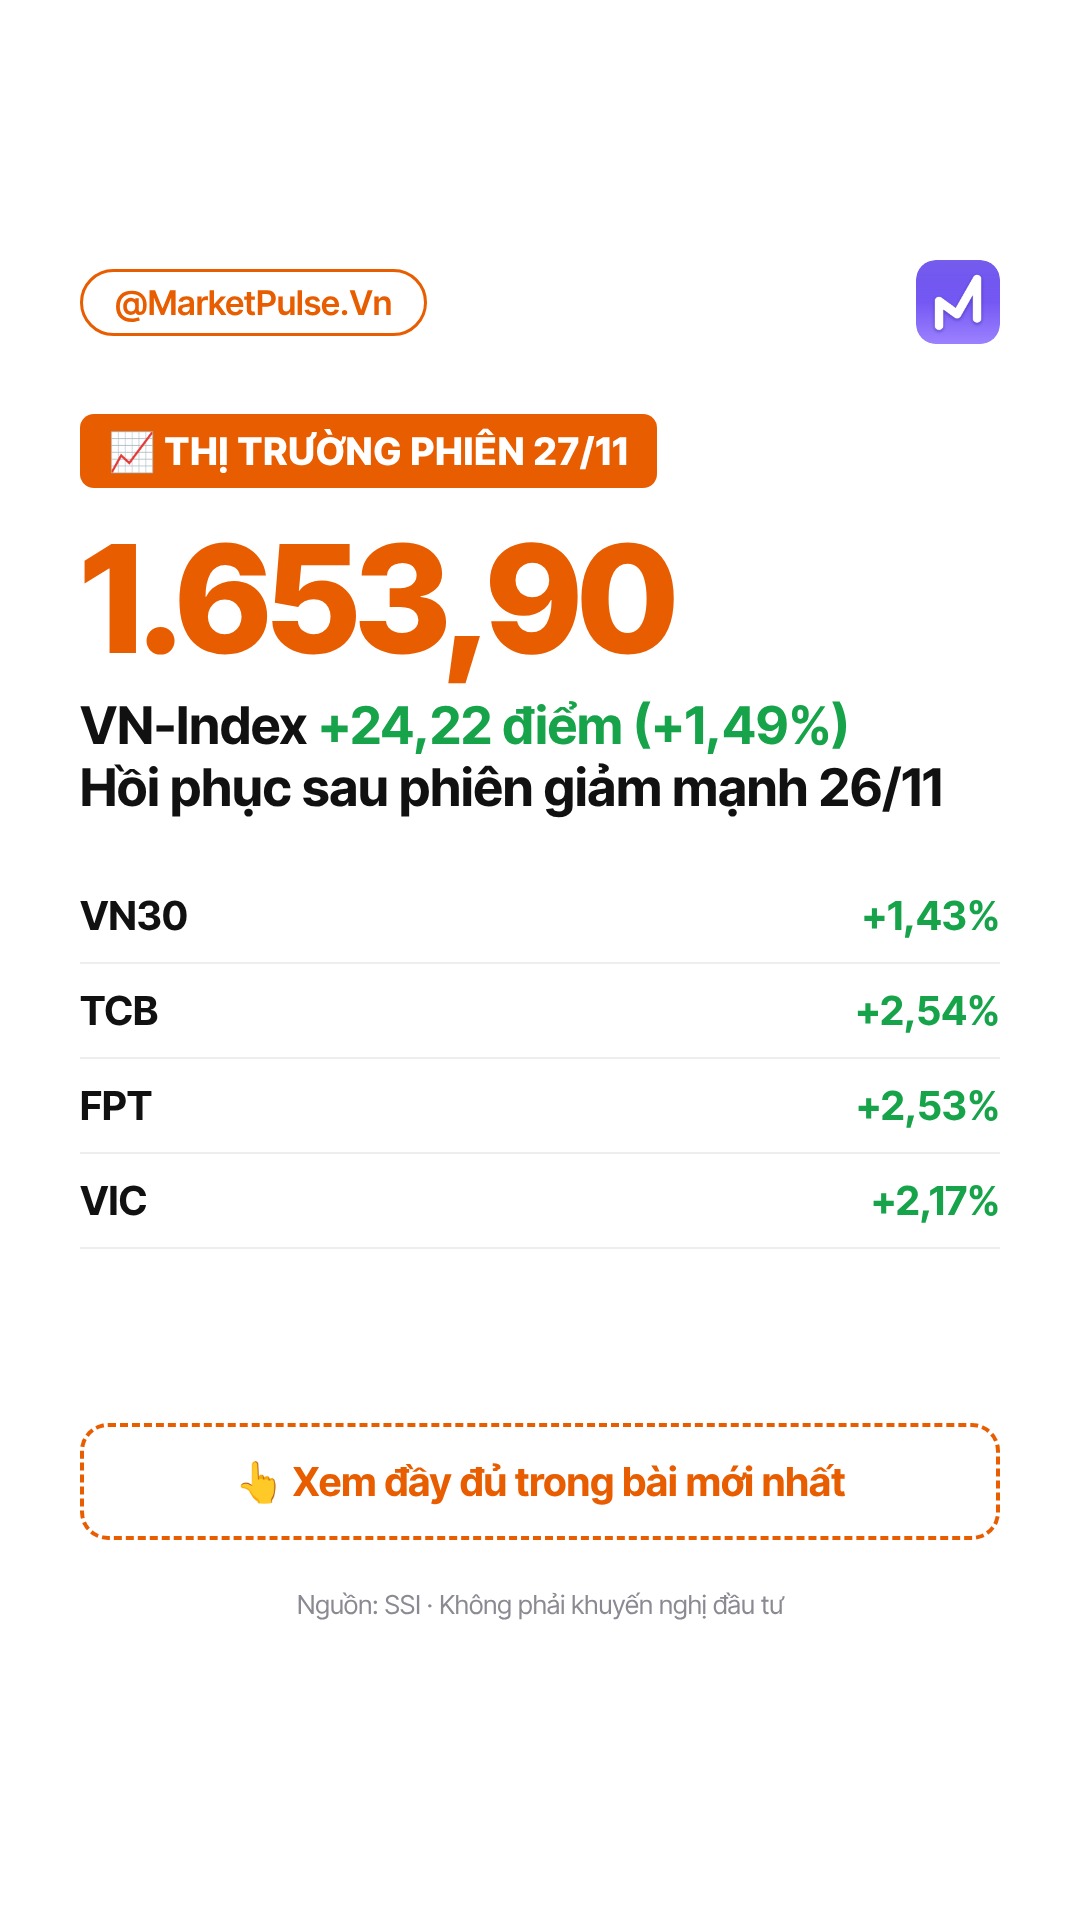 @MarketPulse.Vn
📈 THỊ TRƯỜNG PHIÊN 27/11
1.653,90
VN-Index +24,22 điểm (+1,49%)
Hồi phục sau phiên giảm mạnh 26/11
VN30 +1,43%
TCB +2,54%
FPT +2,53%
VIC +2,17%
👆 Xem đầy đủ trong bài mới nhất
Nguồn: SSI · Không phải khuyến nghị đầu tư